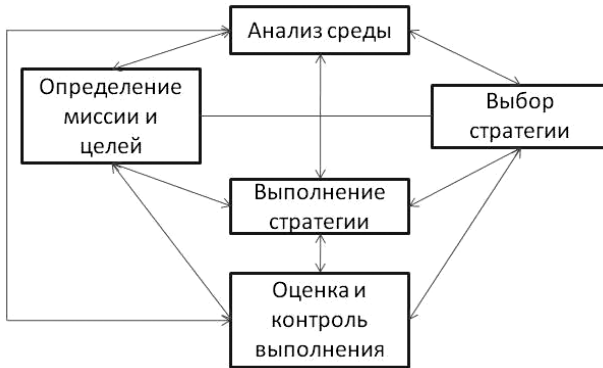 Анализ среды
Определение
миссии и
целей
Выбор
стратегии
Выполнение
стратегии
Оценка и
контроль
выполнения